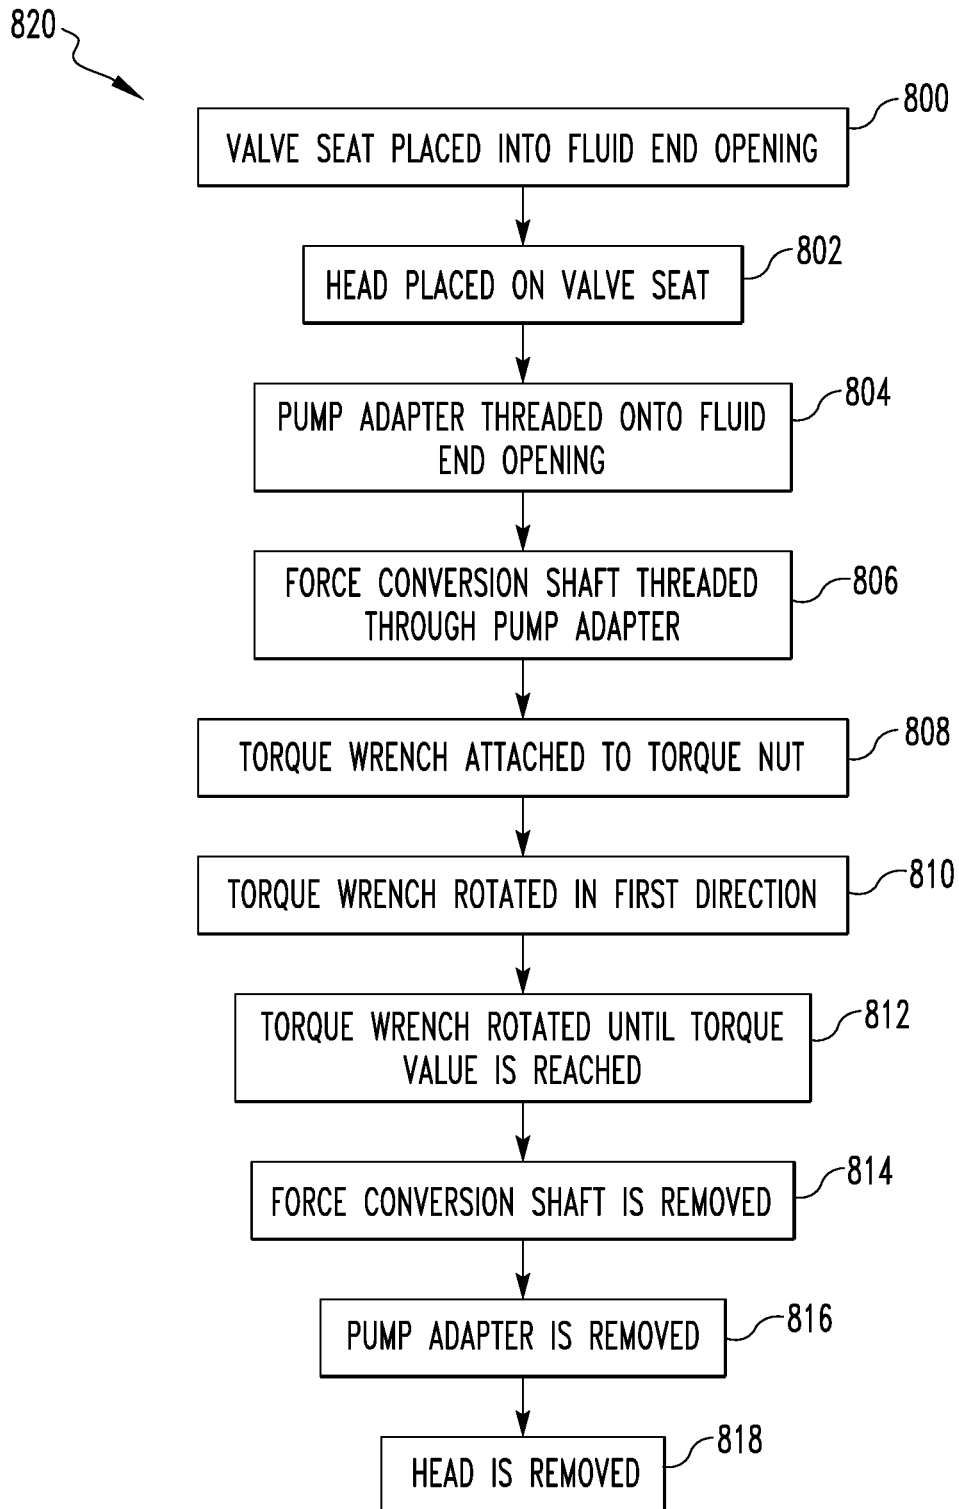 820
800
VALVE SEAT PLACED INTO FLUID END OPENING
802
HEAD PLACED ON VALVE SEAT
804
PUMP ADAPTER THREADED ONTO FLUID
END OPENING
806
FORCE CONVERSION SHAFT THREADED
THROUGH PUMP ADAPTER
808
TORQUE WRENCH ATTACHED TO TORQUE NUT
810
TORQUE WRENCH ROTATED IN FIRST DIRECTION
812
TORQUE WRENCH ROTATED UNTIL TORQUE
VALUE IS REACHED
814
FORCE CONVERSION SHAFT IS REMOVED
816
PUMP ADAPTER IS REMOVED
818
HEAD IS REMOVED